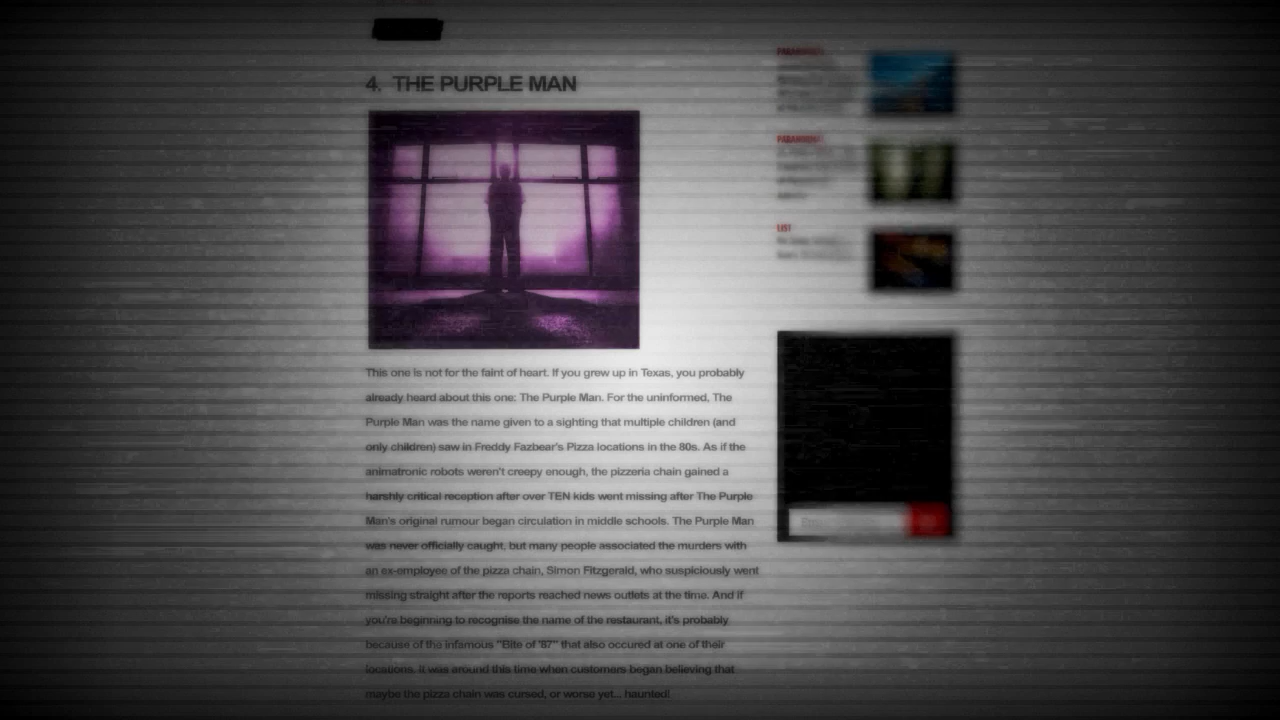 4. THE PURPLE MAN
This one is not for the faint of heart. If you grew up in Texas, you probably
already heard about this one: The Purple Man. For the uninformed, The
Purple Man was the name given to a sighting that multiple children (and
only children) saw in Freddy Fazbear's Pizza locations in the 80s. As if the
animatronic robots weren't creepy enough, the pizzeria chain gained a
harshly critical reception after over TEN kids went missing after The Purple
Man's original rumour began circulation in middle schools. The Purple Man
was never officially caught, but many people associated the murders with
an ex-employee of the pizza chain, Simon Fitzgerald, who suspiciously went
missing straight after the reports reached news outlets at the time. And if
you're beginning to recognise the name of the restaurant, it's probably
because of the infamous "Bite of '87" that also occured at one of their
locations. It was around this time when customers began believing that
maybe the pizza chain was cursed, or worse yet... haunted!
PARANORMAL
PARANORMAL
LIST